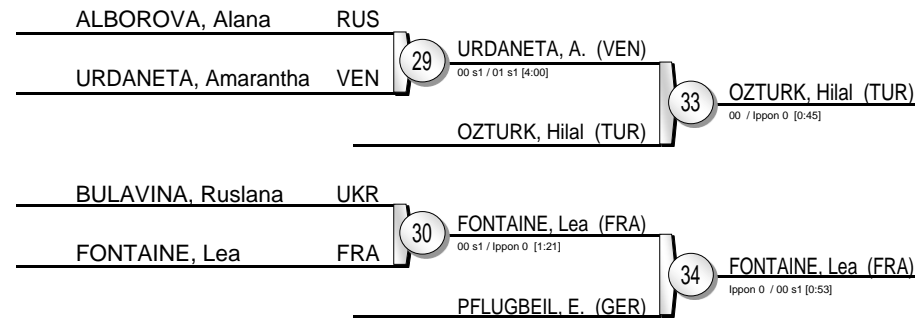 ALBOROVA, Alana RUS
29 URDANETA, A. (VEN)
00 s1 / 01 s1 [4:00]
URDANETA, Amarantha VEN
33 OZTURK, Hilal (TUR)
00 / Ippon 0 [0:45]
OZTURK, Hilal (TUR)
BULAVINA, Ruslana UKR
30 FONTAINE, Lea (FRA)
00 s1 / Ippon 0 [1:21]
FONTAINE, Lea FRA
34 FONTAINE, Lea (FRA)
Ippon 0 / 00 s1 [0:53]
PFLUGBEIL, E. (GER)